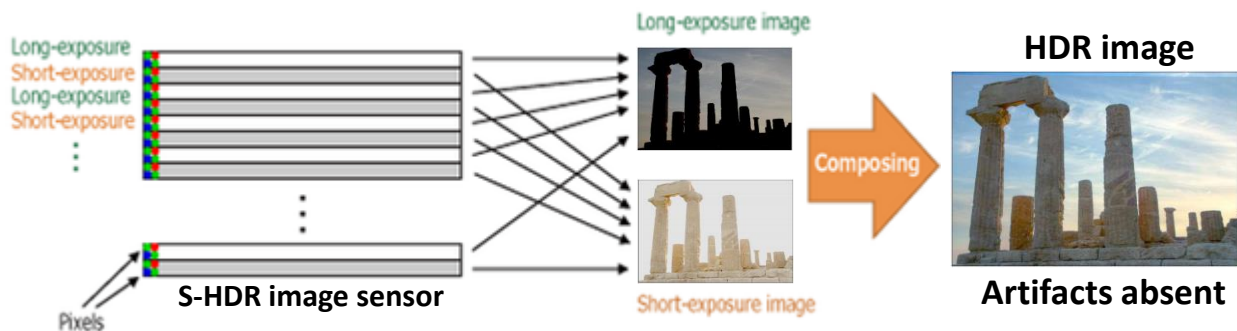 Long-exposure
Short-exposure
Long-exposure
Short-exposure
Pixels
S-HDR image sensor
Long-exposure image
Short-exposure image
Composing
HDR image
Artifacts absent